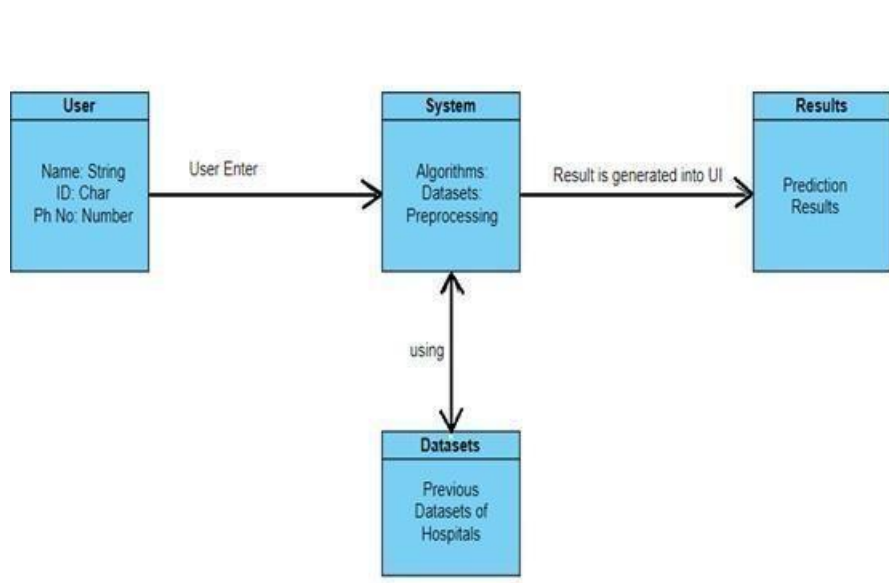 User
Name: String
ID: Char
Ph No: Number
User Enter
System
Algorithms:
Datasets:
Preprocessing
Result is generated into UI
Results
Prediction
Results
using
Datasets
Previous
Datasets of
Hospitals